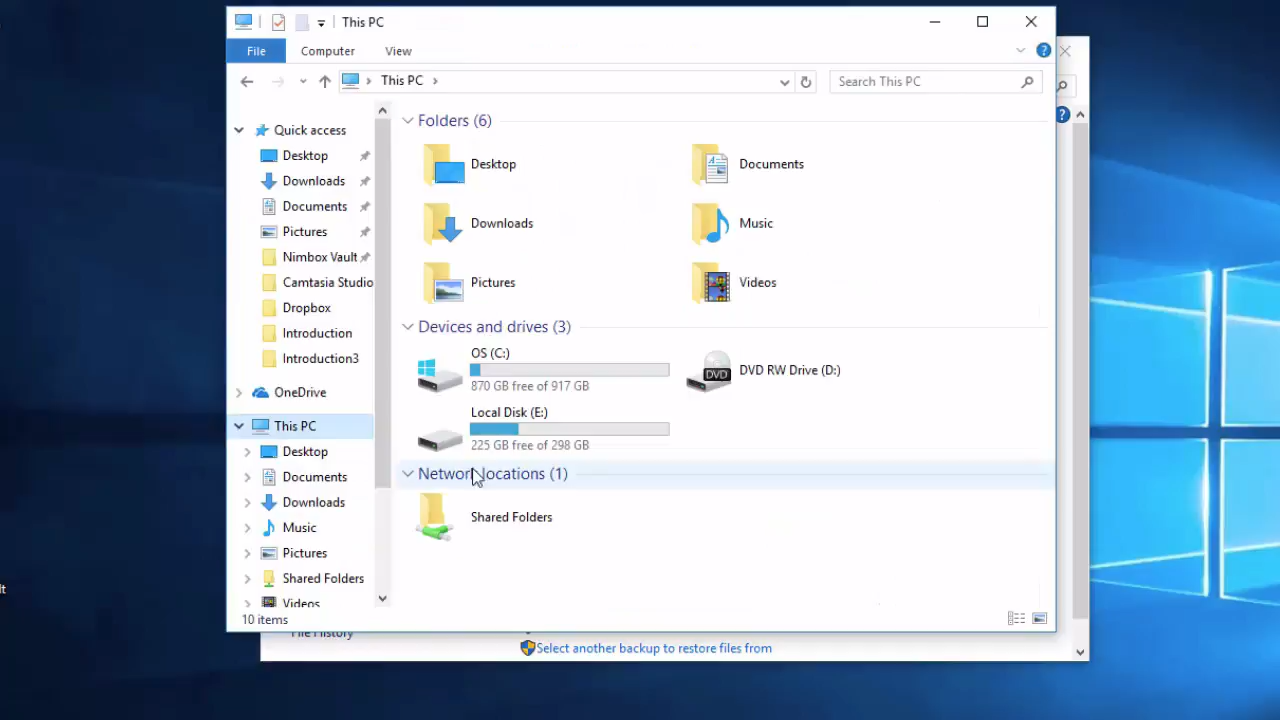 This PC
File
Computer
View
This PC
Search This PC
Quick access
Desktop
Downloads
Documents
Pictures
Nimbox Vault
Camtasia Studio
Dropbox
Introduction
Introduction3
OneDrive
This PC
Desktop
Documents
Downloads
Music
Pictures
Shared Folders
Videos
Folders (6)
Desktop
Documents
Downloads
Music
Pictures
Videos
Devices and drives (3)
OS (C:)
870 GB free of 917 GB
DVD
DVD RW Drive (D:)
Local Disk (E:)
225 GB free of 298 GB
Network locations (1)
Shared Folders
10 items
File History
Select another backup to restore files from